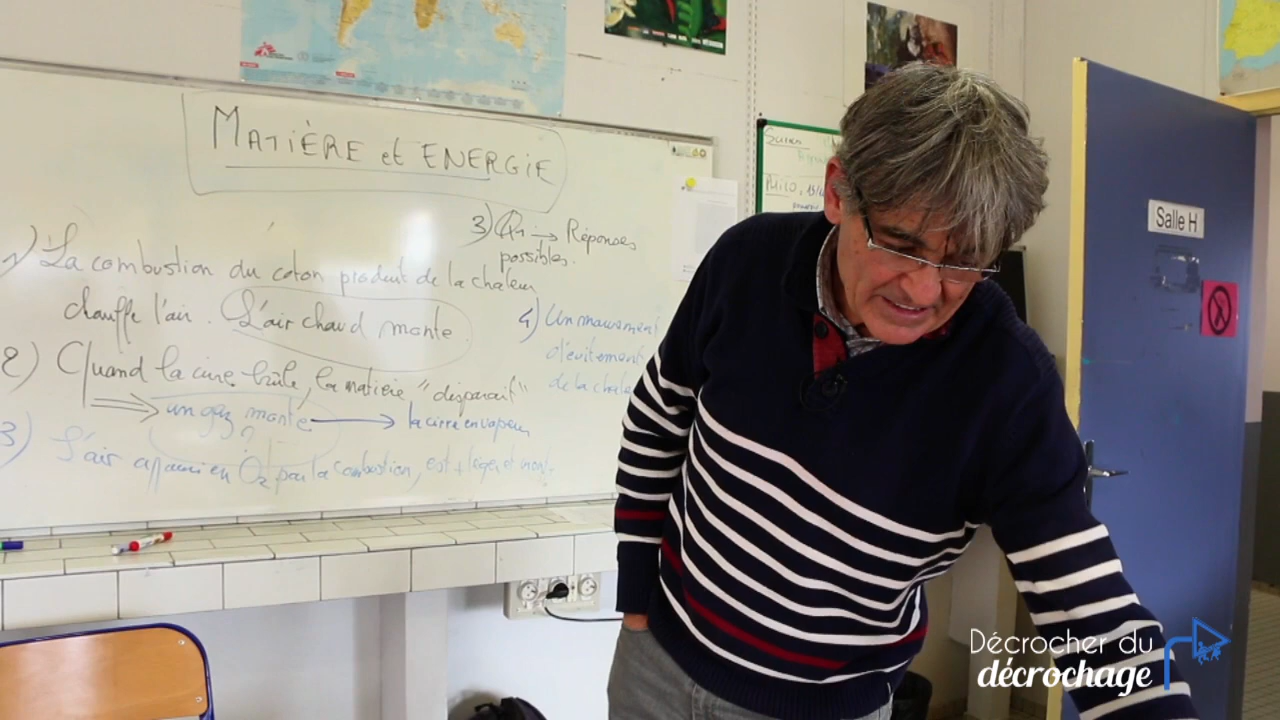 MATIÈRE et ENERGIE
1) La combustion du coton produit de la chaleur
chauffe l'air. L'air chaud monte
2) Quand la cire brûle, la matière "disparaît"
un gaz monte → la cire en vapeur
?
3) L'air appauvri en O2 par la combustion, est + léger et monte
3) Q1 → Réponses
possibles.
4) Un mouvement
d'évitement
de la chaleur
Salle H
Décrocher du
décrochage